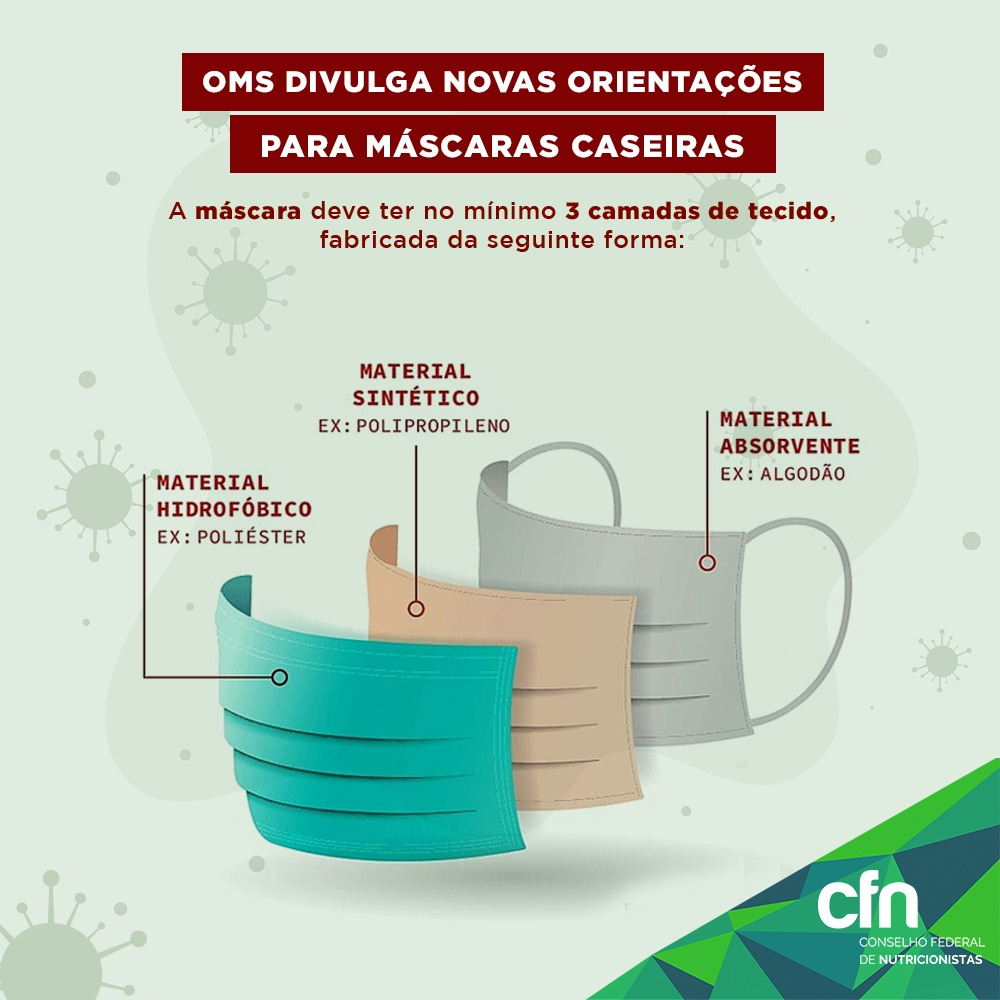 OMS DIVULGA NOVAS ORIENTAÇÕES
PARA MÁSCARAS CASEIRAS
A máscara deve ter no mínimo 3 camadas de tecido,
fabricada da seguinte forma:
MATERIAL
SINTÉTICO
EX: POLIPROPILENO
MATERIAL
ABSORVENTE
EX: ALGODÃO
MATERIAL
HIDROFÓBICO
EX: POLIÉSTER
cfn
CONSELHO FEDERAL
DE NUTRICIONISTAS